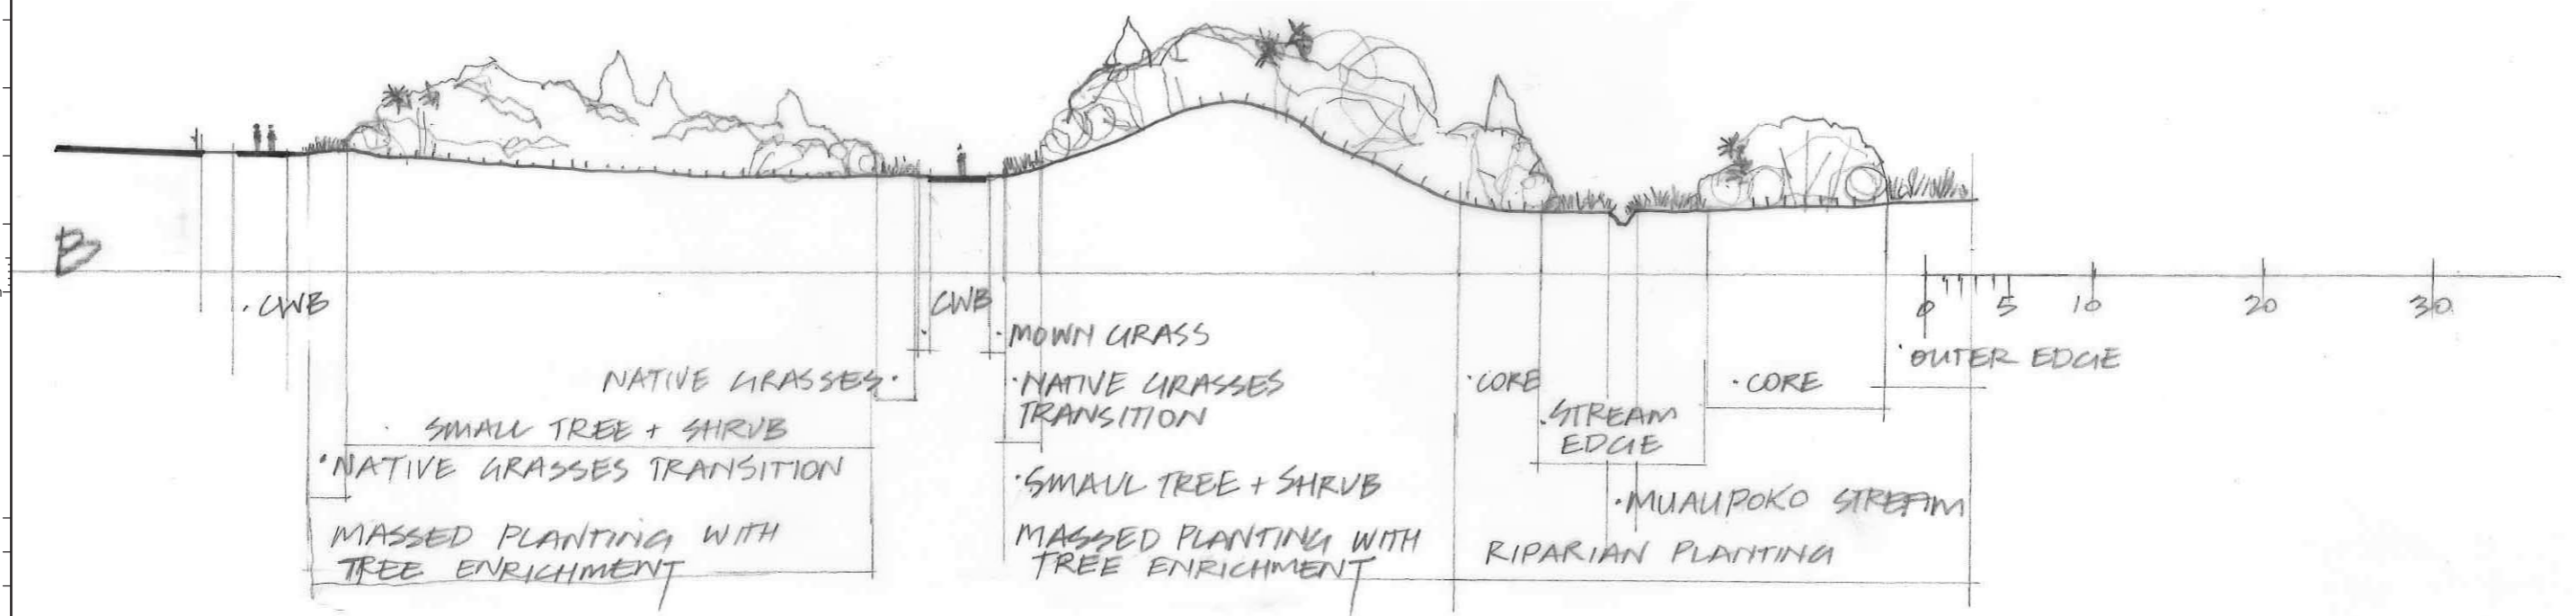 B
· CWB
CWB
· MOWN GRASS
NATIVE GRASSES ·
· NATIVE GRASSES
TRANSITION
SMALL TREE + SHRUB
· NATIVE GRASSES TRANSITION
· SMALL TREE + SHRUB
MASSED PLANTING WITH
TREE ENRICHMENT
MASSED PLANTING WITH
TREE ENRICHMENT
· CORE
· STREAM
EDGE
· CORE
· OUTER EDGE
· MUAUPOKO STREAM
RIPARIAN PLANTING
0 5 10 20 30